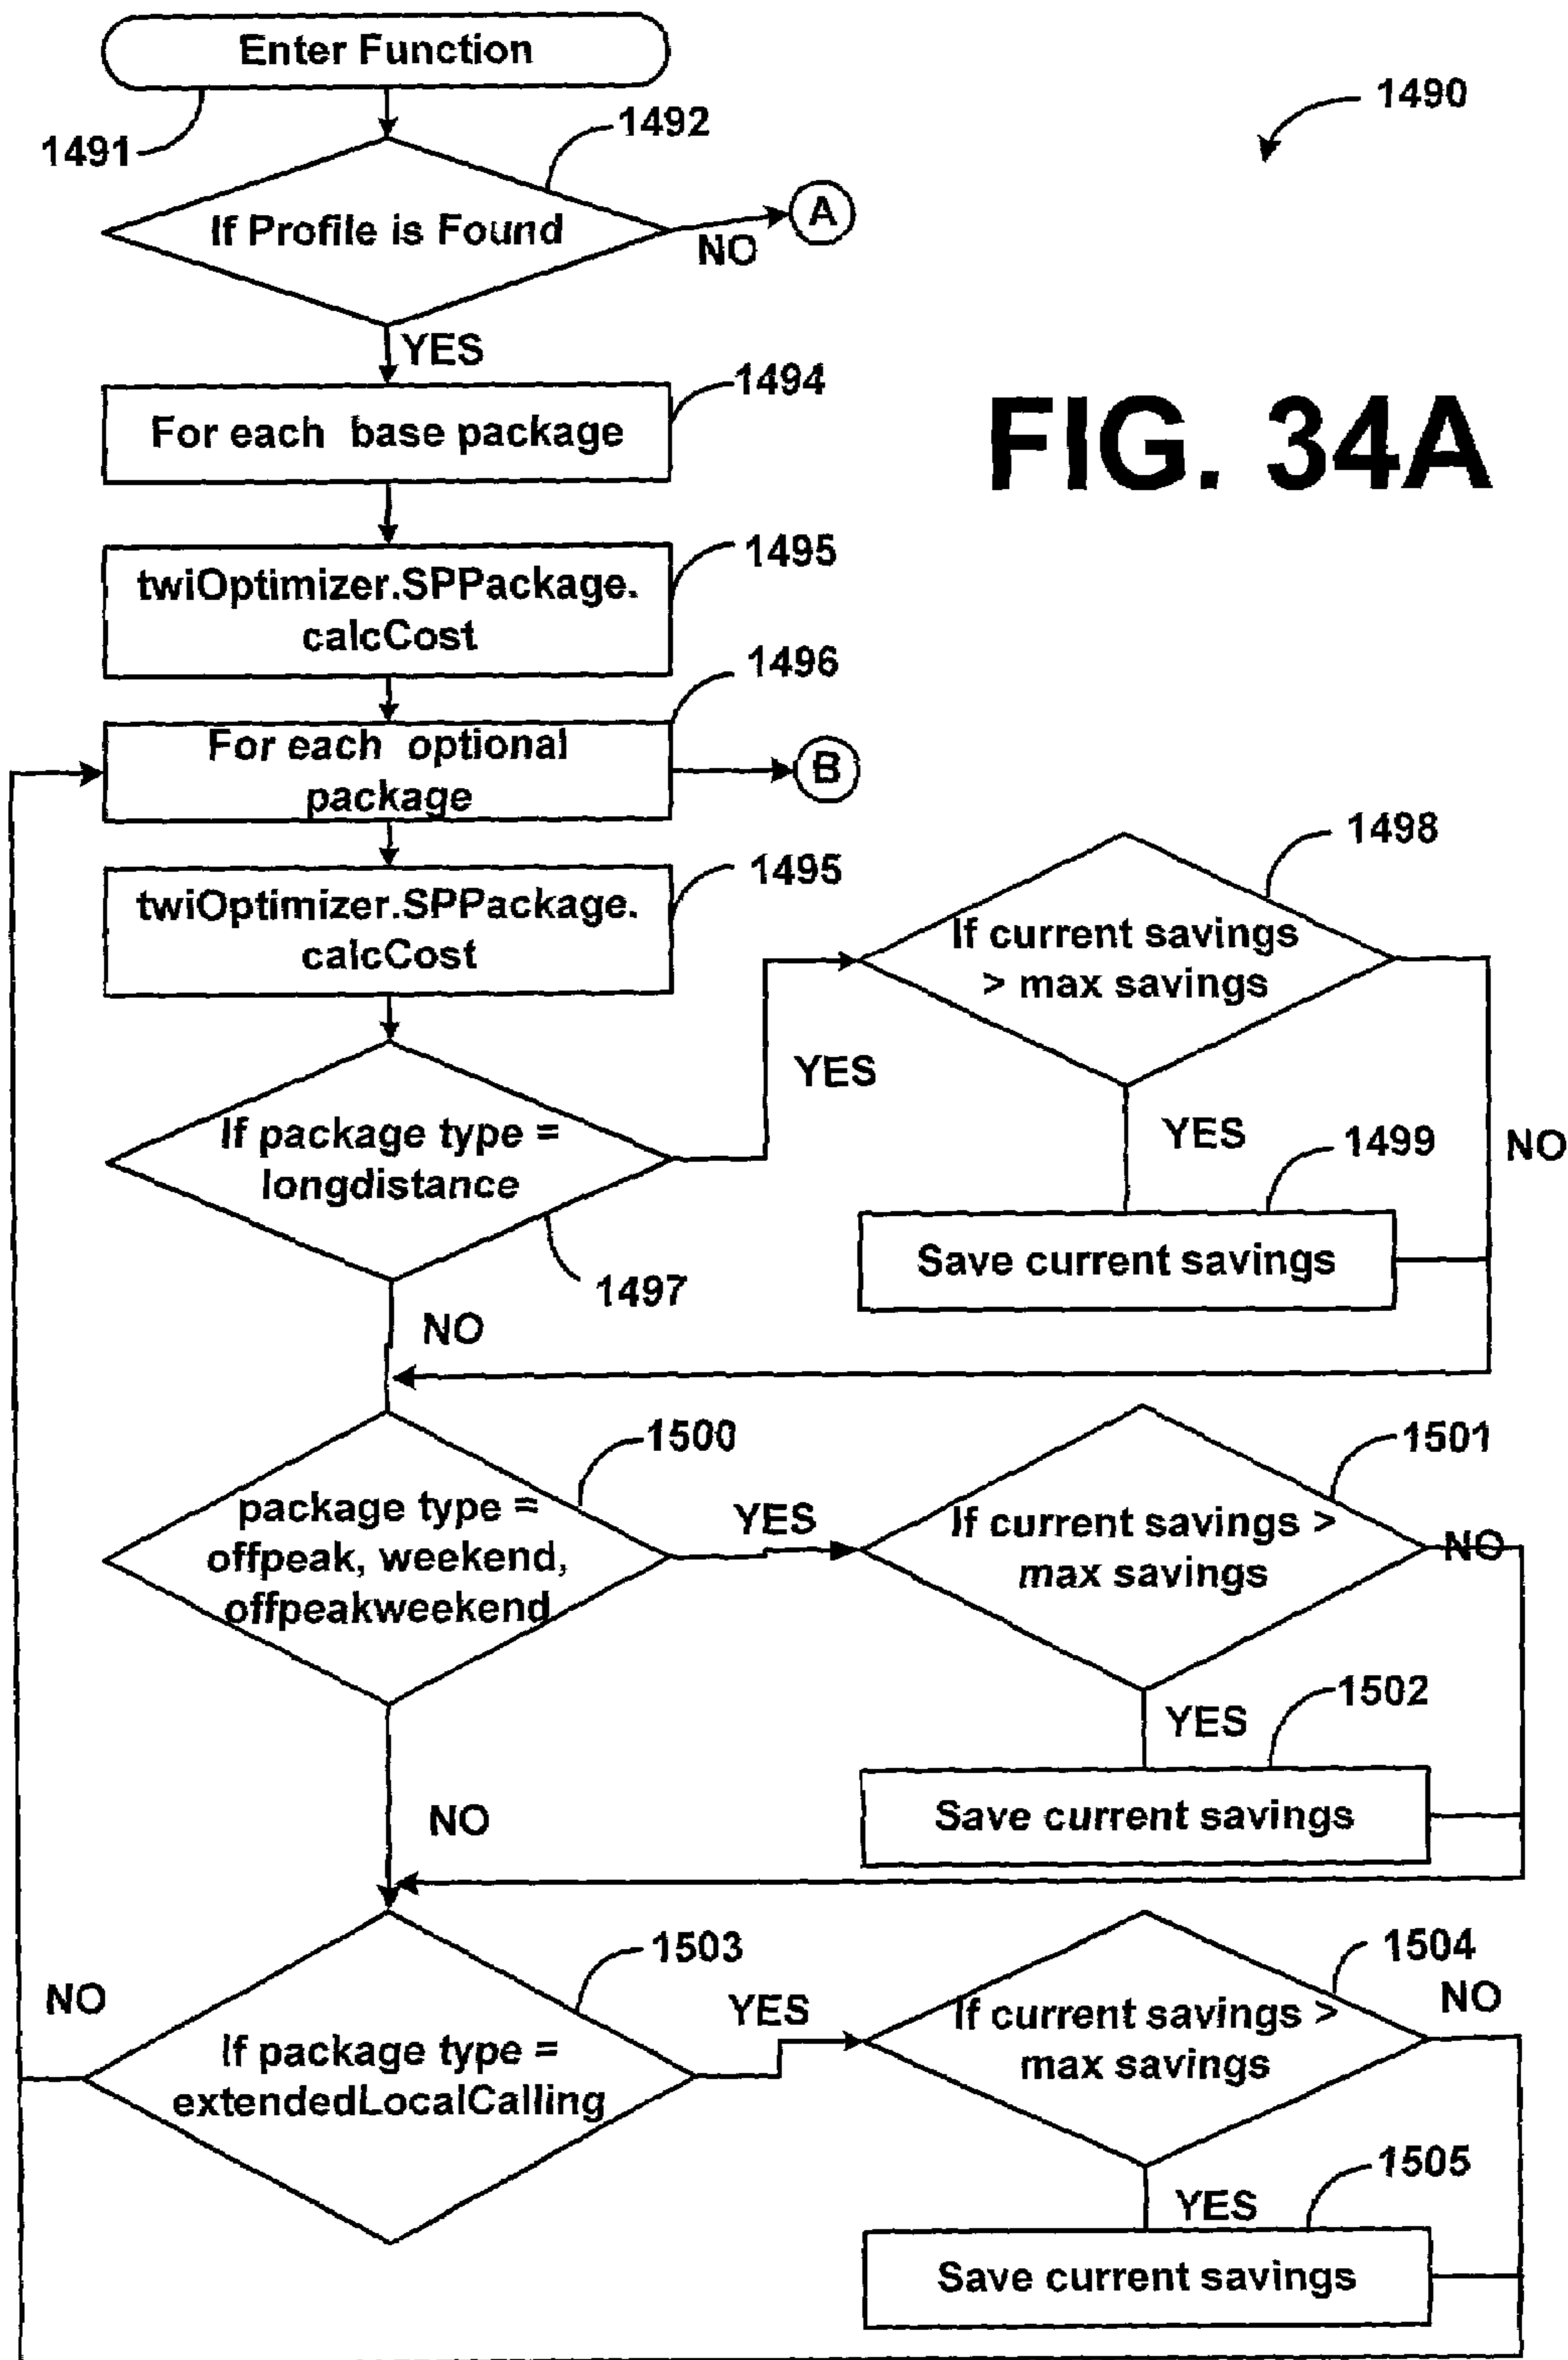 Enter Function
1490
1491
1492
If Profile is Found
A
NO
YES
1494
For each base package
FIG. 34A
1495
twiOptimizer.SPPackage.
calcCost
1496
For each optional
package
B
1495
twiOptimizer.SPPackage.
calcCost
1498
If current savings
> max savings
YES
If package type =
longdistance
YES
1499
NO
Save current savings
1497
NO
1500
1501
package type =
offpeak, weekend,
offpeakweekend
YES
If current savings >
max savings
NO
1502
YES
Save current savings
NO
1503
1504
NO
YES
NO
If current savings >
max savings
If package type =
extendedLocalCalling
1505
YES
Save current savings